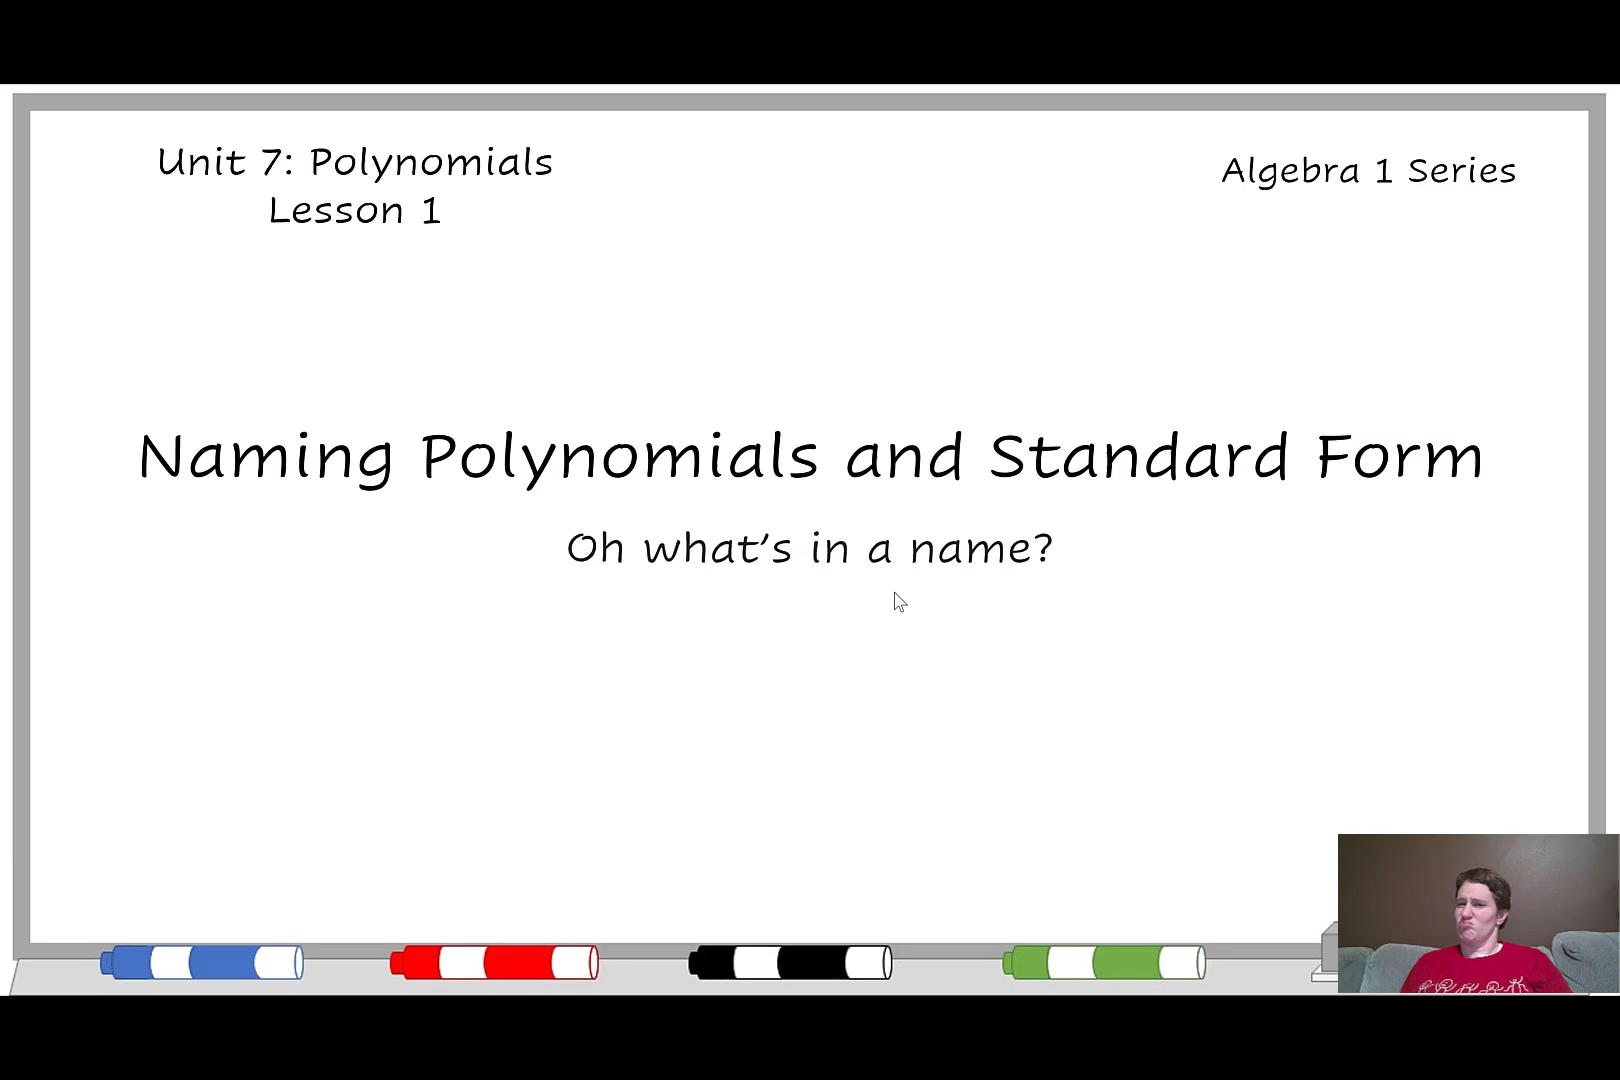 Unit 7: Polynomials
Lesson 1
Algebra 1 Series
Naming Polynomials and Standard Form
Oh what's in a name?